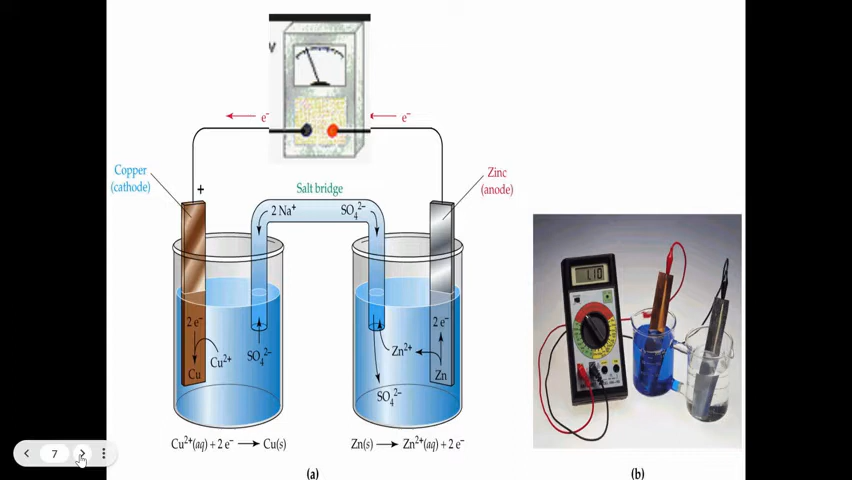 V
e⁻
e⁻
Copper
(cathode)
+
Salt bridge
Zinc
(anode)
2 Na⁺
SO₄²⁻
2 e⁻
Cu²⁺
Cu
SO₄²⁻
Zn²⁺
2 e⁻
Zn
SO₄²⁻
1.10
Cu²⁺(aq) + 2 e⁻ → Cu(s)
Zn(s) → Zn²⁺(aq) + 2 e⁻
7
(a)
(b)